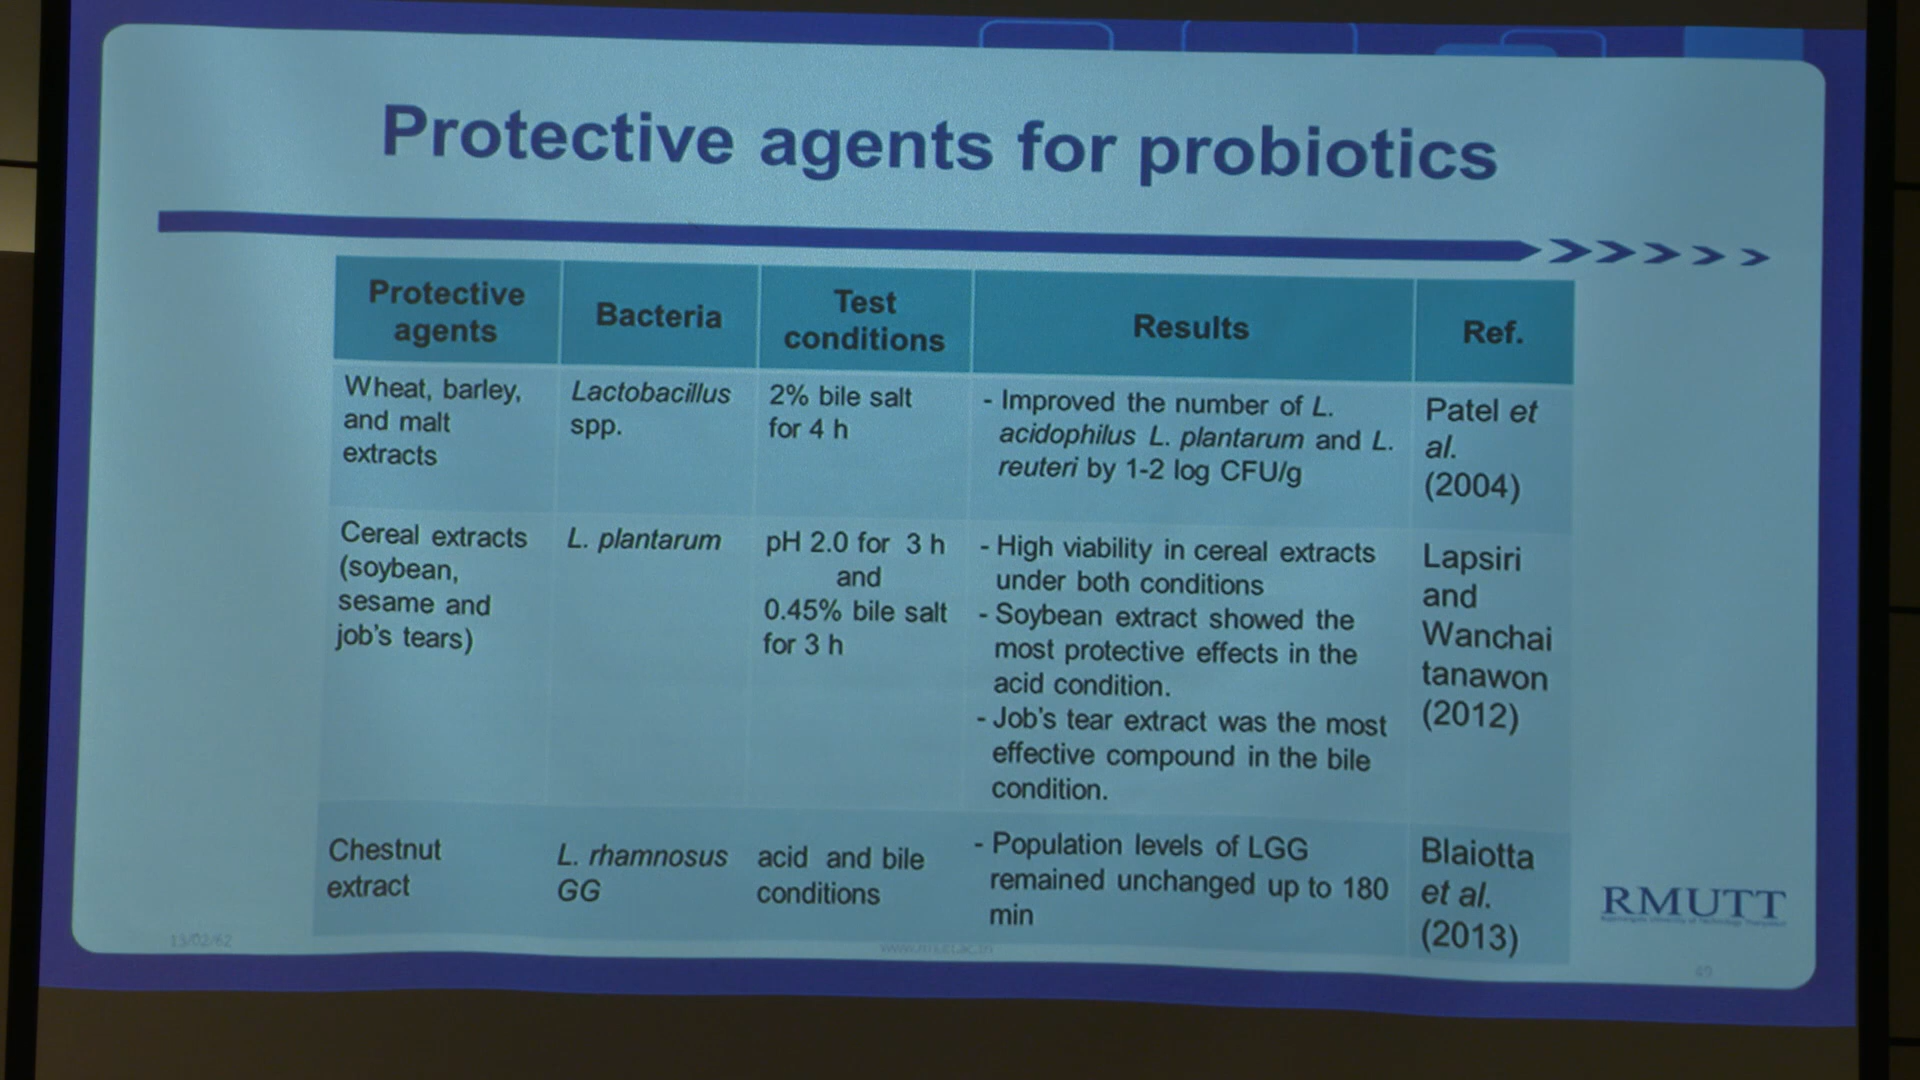 Protective agents for probiotics
Protective
agents
Bacteria
Test
conditions
Results
Ref.
Wheat, barley,
and malt
extracts
Lactobacillus
spp.
2% bile salt
for 4 h
- Improved the number of L.
acidophilus L. plantarum and L.
reuteri by 1-2 log CFU/g
Patel et
al.
(2004)
Cereal extracts
(soybean,
sesame and
job's tears)
L. plantarum
pH 2.0 for 3 h
and
0.45% bile salt
for 3 h
- High viability in cereal extracts
under both conditions
- Soybean extract showed the
most protective effects in the
acid condition.
- Job's tear extract was the most
effective compound in the bile
condition.
Lapsiri
and
Wanchai
tanawon
(2012)
Chestnut
extract
L. rhamnosus
GG
acid and bile
conditions
- Population levels of LGG
remained unchanged up to 180
min
Blaiotta
et al.
(2013)
RMUTT
13/02/62
49